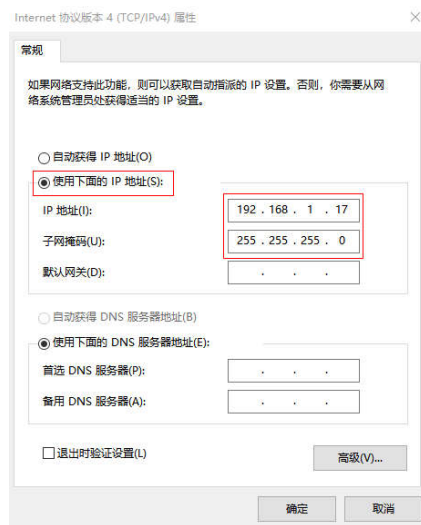 Internet 协议版本 4 (TCP/IPv4) 属性
常规
如果网络支持此功能，则可以获取自动指派的 IP 设置。否则，你需要从网
络系统管理员处获得适当的 IP 设置。
自动获得 IP 地址(O)
使用下面的 IP 地址(S):
IP 地址(I): 192 . 168 . 1 . 17
子网掩码(U): 255 . 255 . 255 . 0
默认网关(D): . . .
自动获得 DNS 服务器地址(B)
使用下面的 DNS 服务器地址(E):
首选 DNS 服务器(P): . . .
备用 DNS 服务器(A): . . .
退出时验证设置(L)
高级(V)...
确定 取消